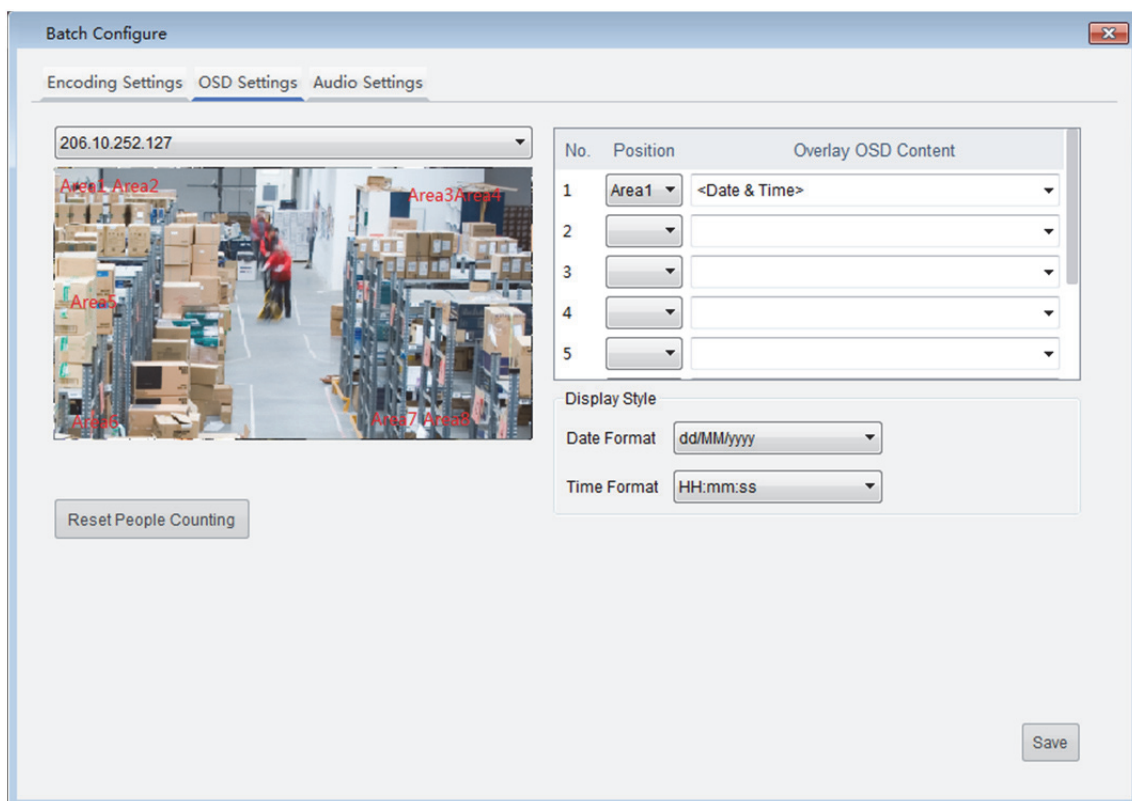 Batch Configure
Encoding Settings OSD Settings Audio Settings
206.10.252.127
Area1 Area2
Area3Area4
Area5
Area6
Area7 Area8
Reset People Counting
No. Position Overlay OSD Content
1 Area1 <Date & Time>
2
3
4
5
Display Style
Date Format dd/MM/yyyy
Time Format HH:mm:ss
Save